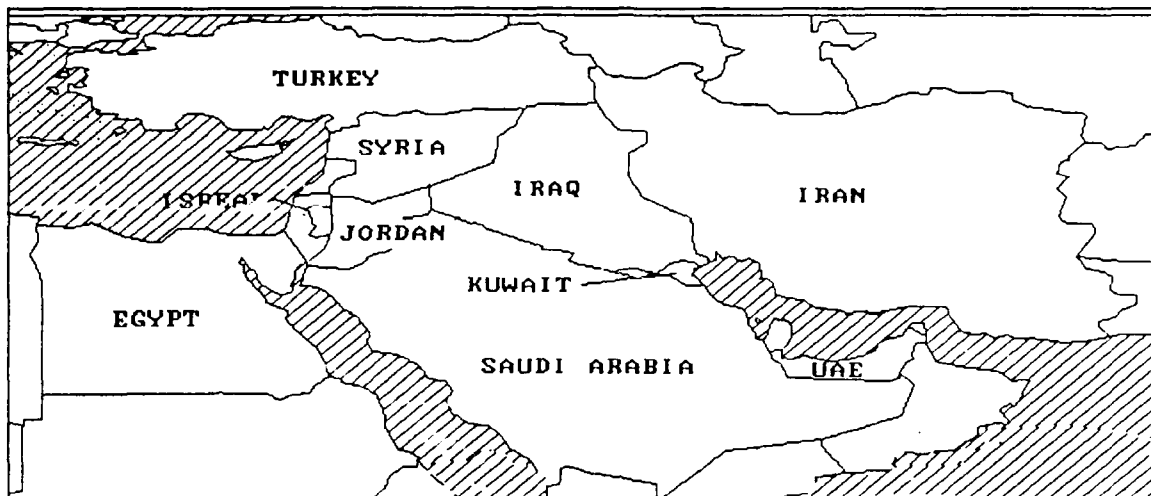 TURKEY
SYRIA
IRAQ
IRAN
JORDAN
KUWAIT
EGYPT
SAUDI ARABIA
UAE